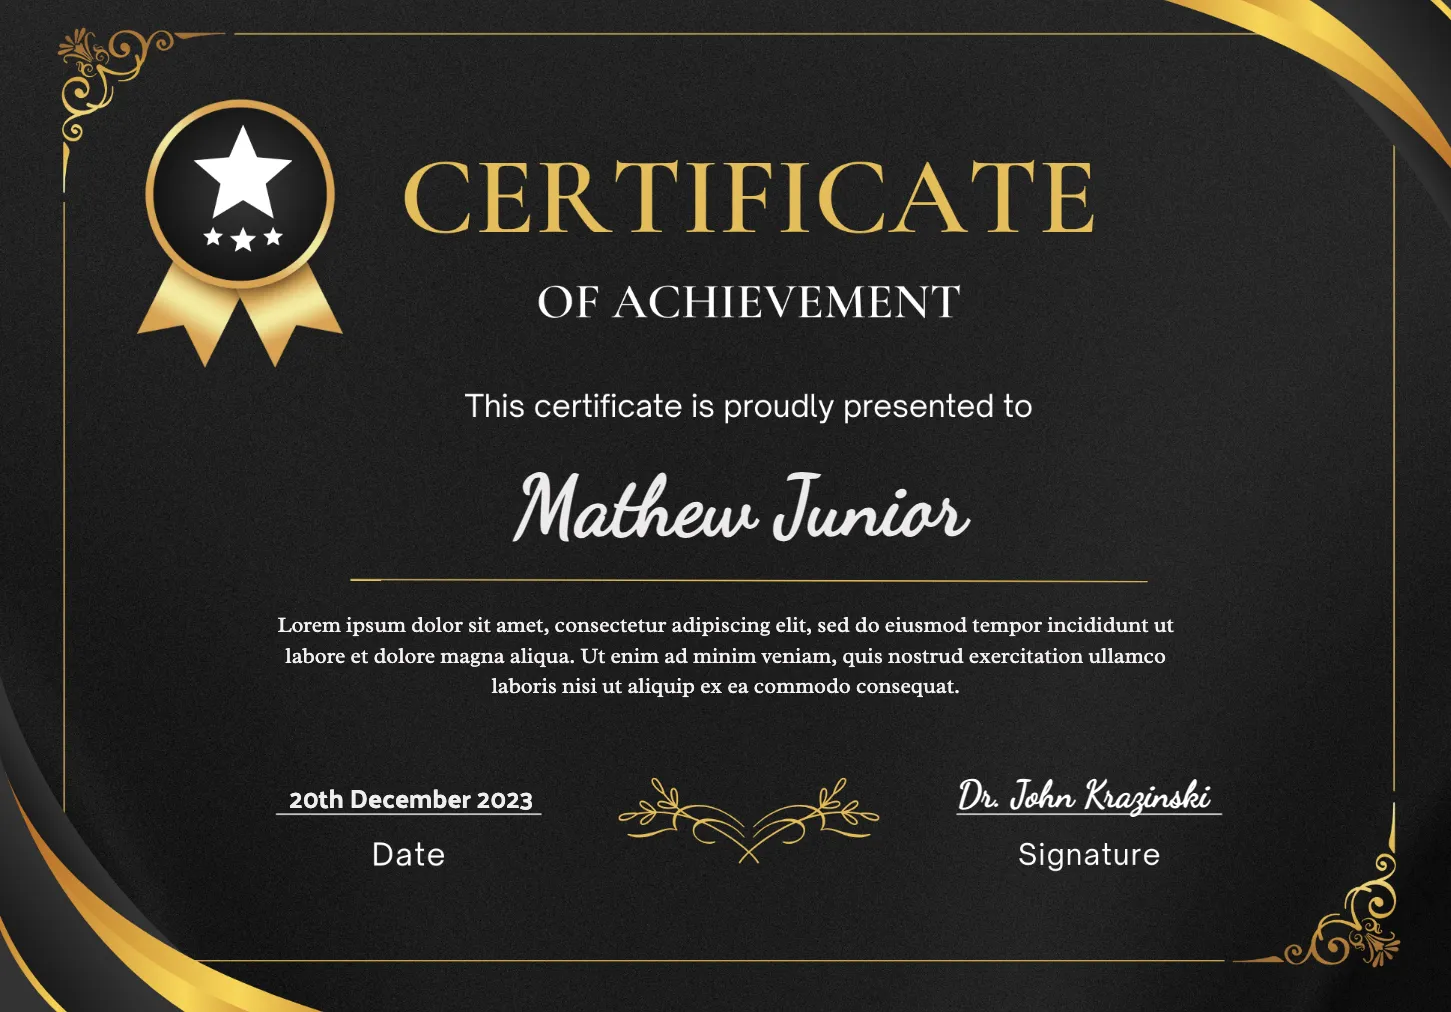 CERTIFICATE
OF ACHIEVEMENT
This certificate is proudly presented to
Mathew Junior
Lorem ipsum dolor sit amet, consectetur adipiscing elit, sed do eiusmod tempor incididunt ut
labore et dolore magna aliqua. Ut enim ad minim veniam, quis nostrud exercitation ullamco
laboris nisi ut aliquip ex ea commodo consequat.
20th December 2023
Date
Dr. John Krazinski
Signature